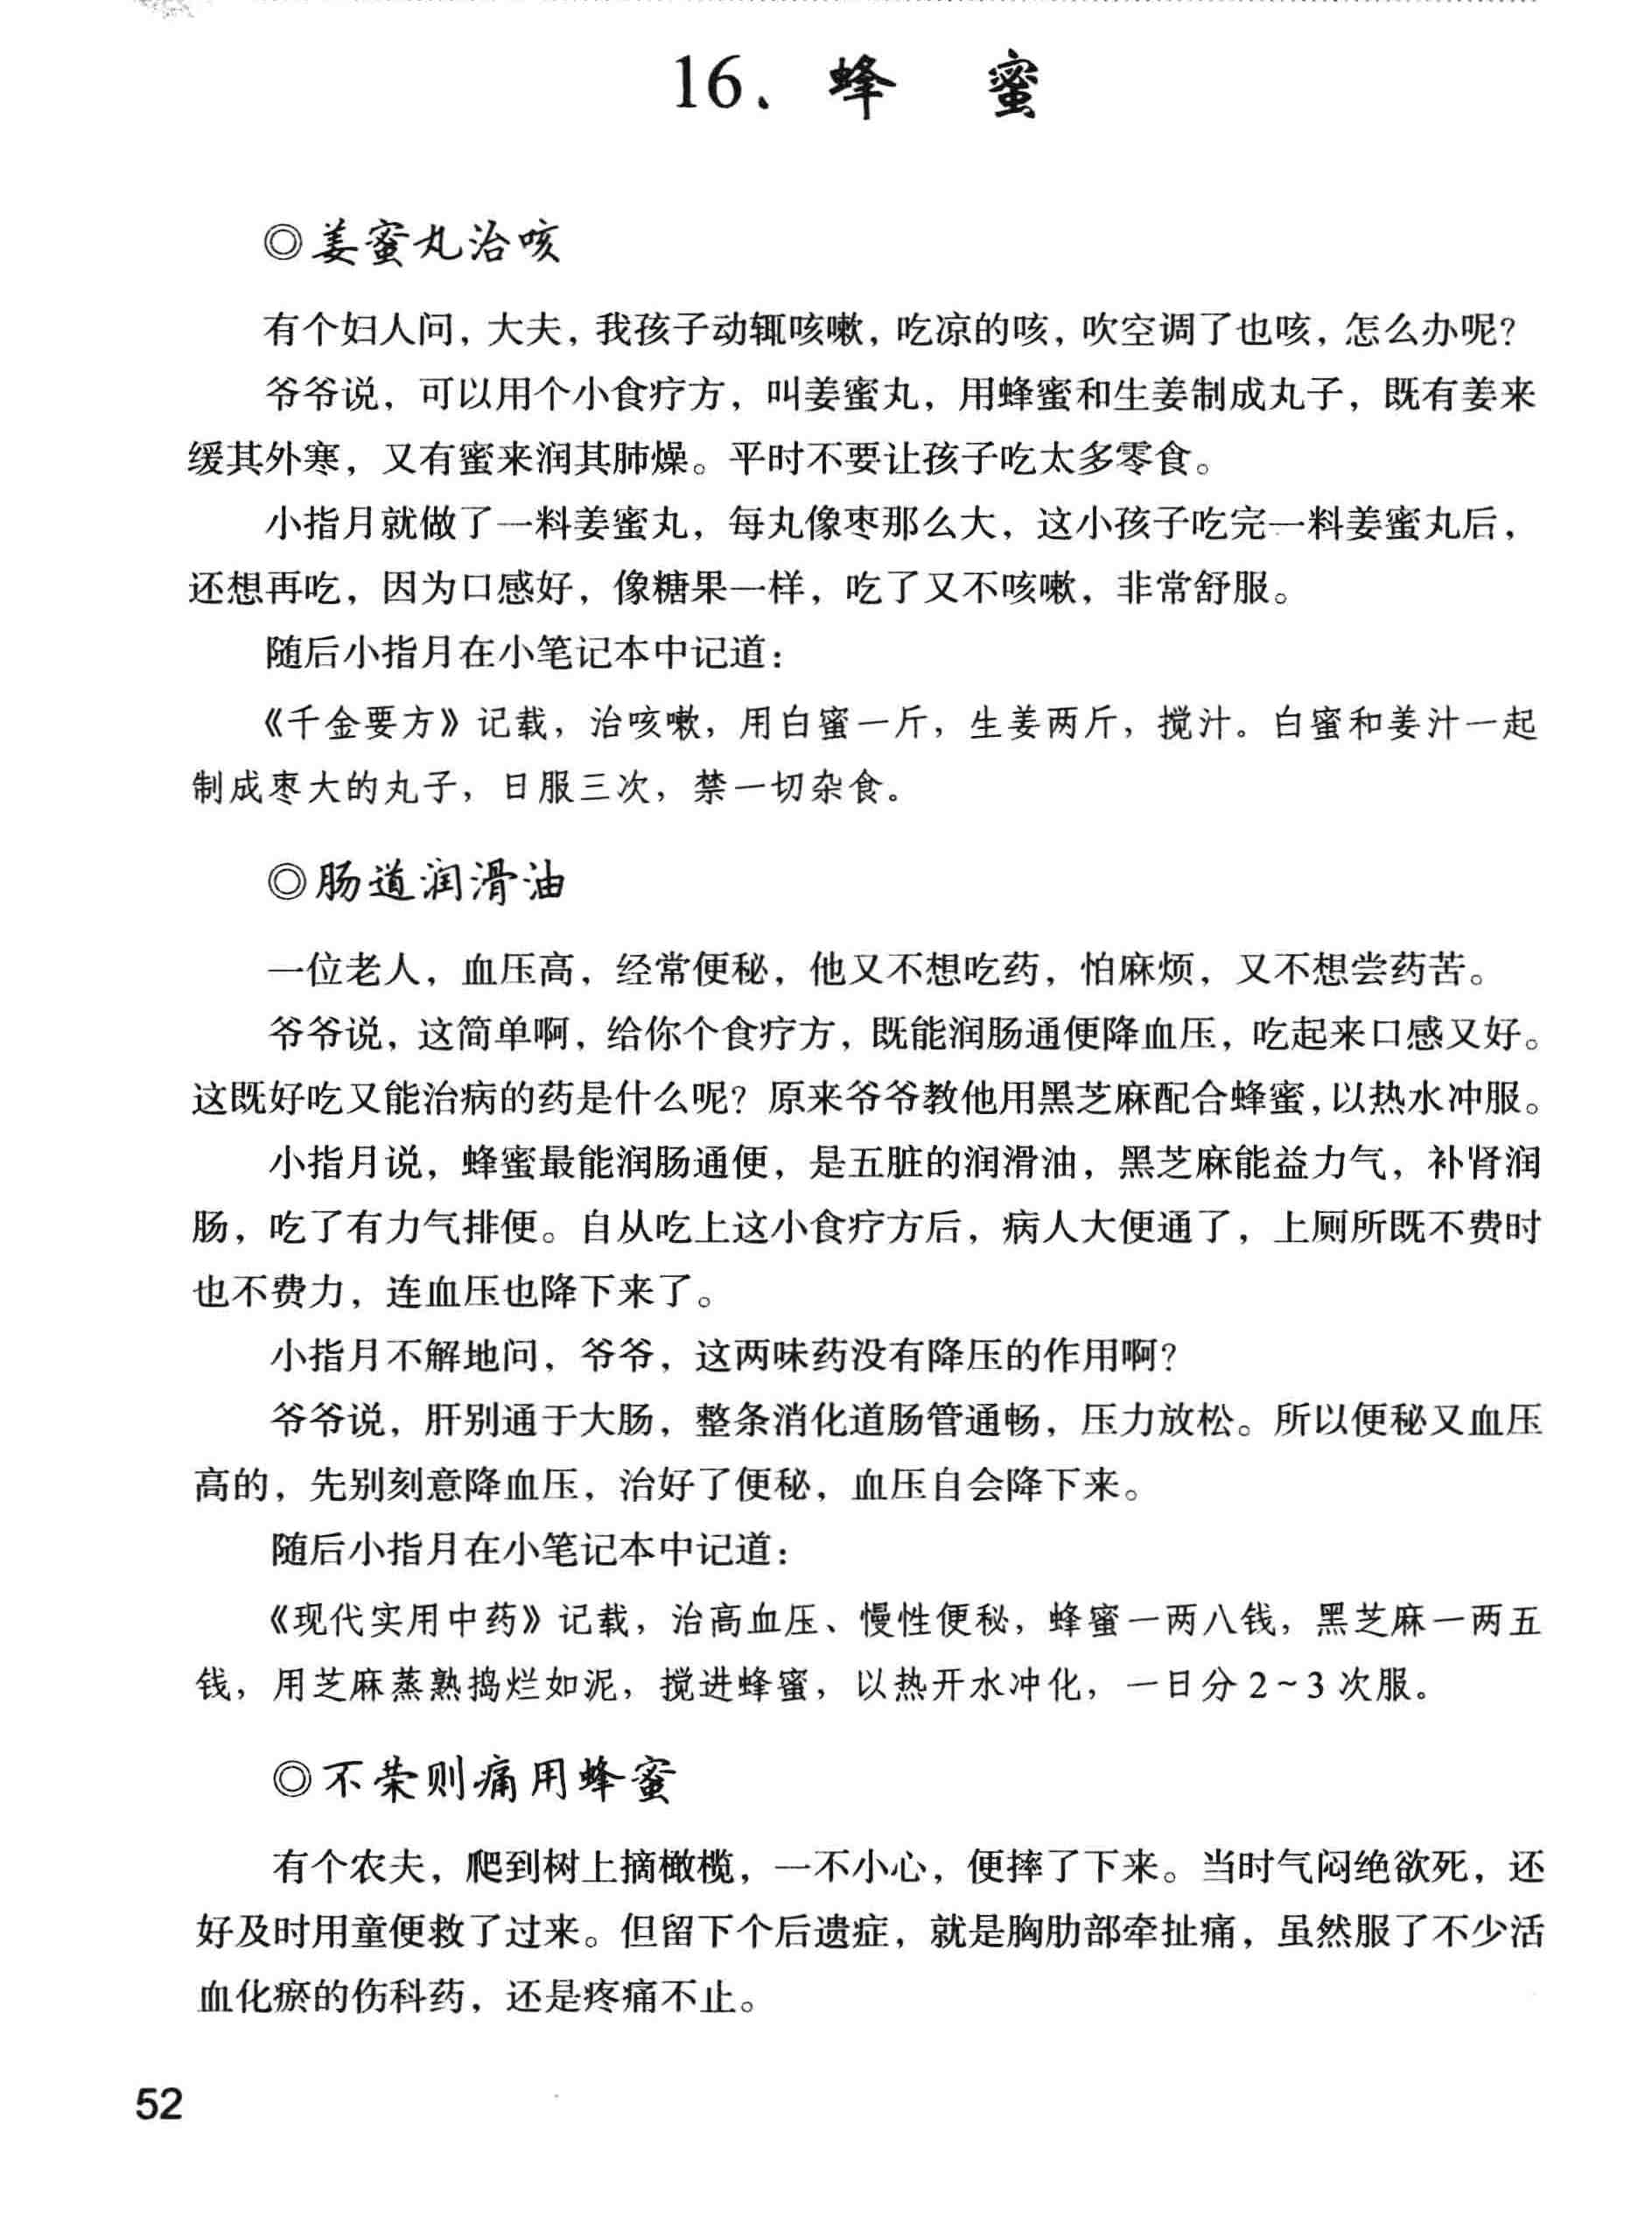 16、蜂 蜜
◎姜蜜丸治咳
有个妇人问，大夫，我孩子动辄咳嗽，吃凉的咳，吹空调了也咳，怎么办呢？
爷爷说，可以用个小食疗方，叫姜蜜丸，用蜂蜜和生姜制成丸子，既有姜来
缓其外寒，又有蜜来润其肺燥。平时不要让孩子吃太多零食。
小指月就做了一料姜蜜丸，每丸像枣那么大，这小孩子吃完一料姜蜜丸后，
还想再吃，因为口感好，像糖果一样，吃了又不咳嗽，非常舒服。
随后小指月在小笔记本中记道：
《千金要方》记载，治咳嗽，用白蜜一斤，生姜两斤，搅汁。白蜜和姜汁一起
制成枣大的丸子，日服三次，禁一切杂食。
◎肠道润滑油
一位老人，血压高，经常便秘，他又不想吃药，怕麻烦，又不想尝药苦。
爷爷说，这简单啊，给你个食疗方，既能润肠通便降血压，吃起来口感又好。
这既好吃又能治病的药是什么呢？原来爷爷教他用黑芝麻配合蜂蜜，以热水冲服。
小指月说，蜂蜜最能润肠通便，是五脏的润滑油，黑芝麻能益力气，补肾润
肠，吃了有力气排便。自从吃上这小食疗方后，病人大便通了，上厕所既不费时
也不费力，连血压也降下来了。
小指月不解地问，爷爷，这两味药没有降压的作用啊？
爷爷说，肝别通于大肠，整条消化道肠管通畅，压力放松。所以便秘又血压
高的，先别刻意降血压，治好了便秘，血压自会降下来。
随后小指月在小笔记本中记道：
《现代实用中药》记载，治高血压、慢性便秘，蜂蜜一两八钱，黑芝麻一两五
钱，用芝麻蒸熟捣烂如泥，搅进蜂蜜，以热开水冲化，一日分2~3次服。
◎不荣则痛用蜂蜜
有个农夫，爬到树上摘橄榄，一不小心，便摔了下来。当时气闷绝欲死，还
好及时用童便救了过来。但留下个后遗症，就是胸肋部牵扯痛，虽然服了不少活
血化瘀的伤科药，还是疼痛不止。
52